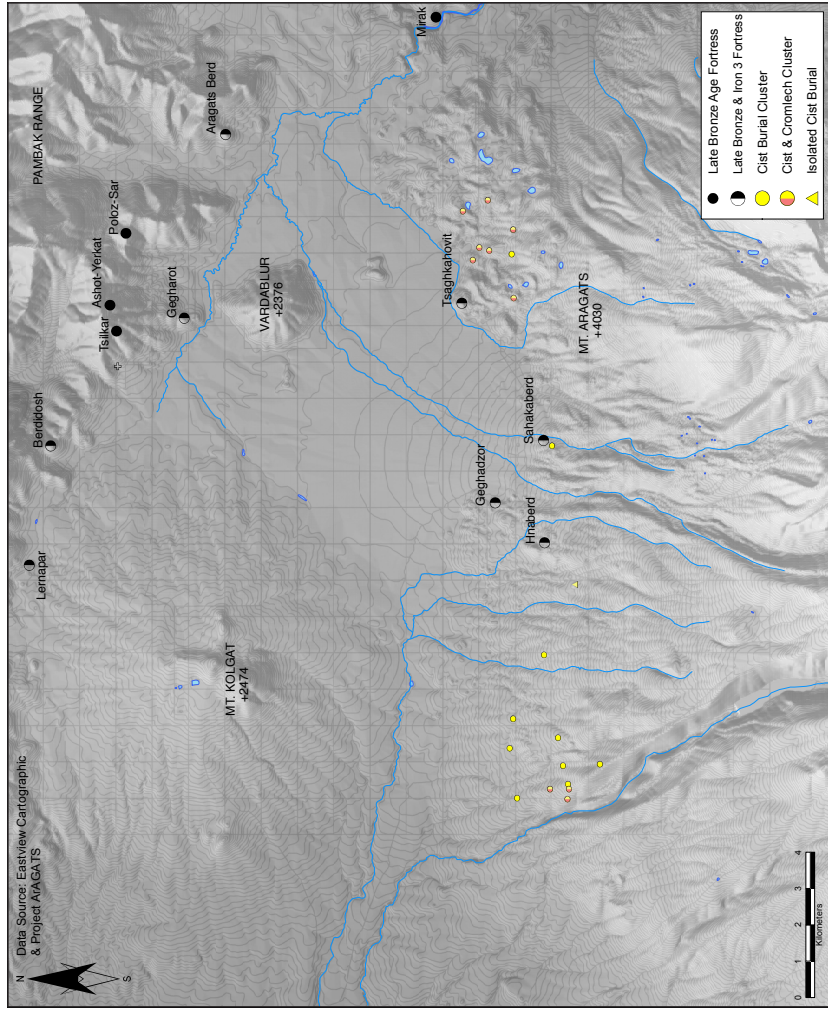 N
S
Data Source: Eastview Cartographic
& Project ArAGATS
PAMBAK RANGE
Lernapar
Berdidosh
Tsilkar
Ashot-Yerkat
Poloz-Sar
Aragats Berd
Gegharot
MT. KOLGAT
+2474
VARDABLUR
+2376
Mirak
Tsaghkahovit
Geghadzor
Hnaberd
Sahakaberd
MT. ARAGATS
+4030
0 1 2 3 4
Kilometers
Late Bronze Age Fortress
Late Bronze & Iron 3 Fortress
Cist Burial Cluster
Cist & Cromlech Cluster
Isolated Cist Burial